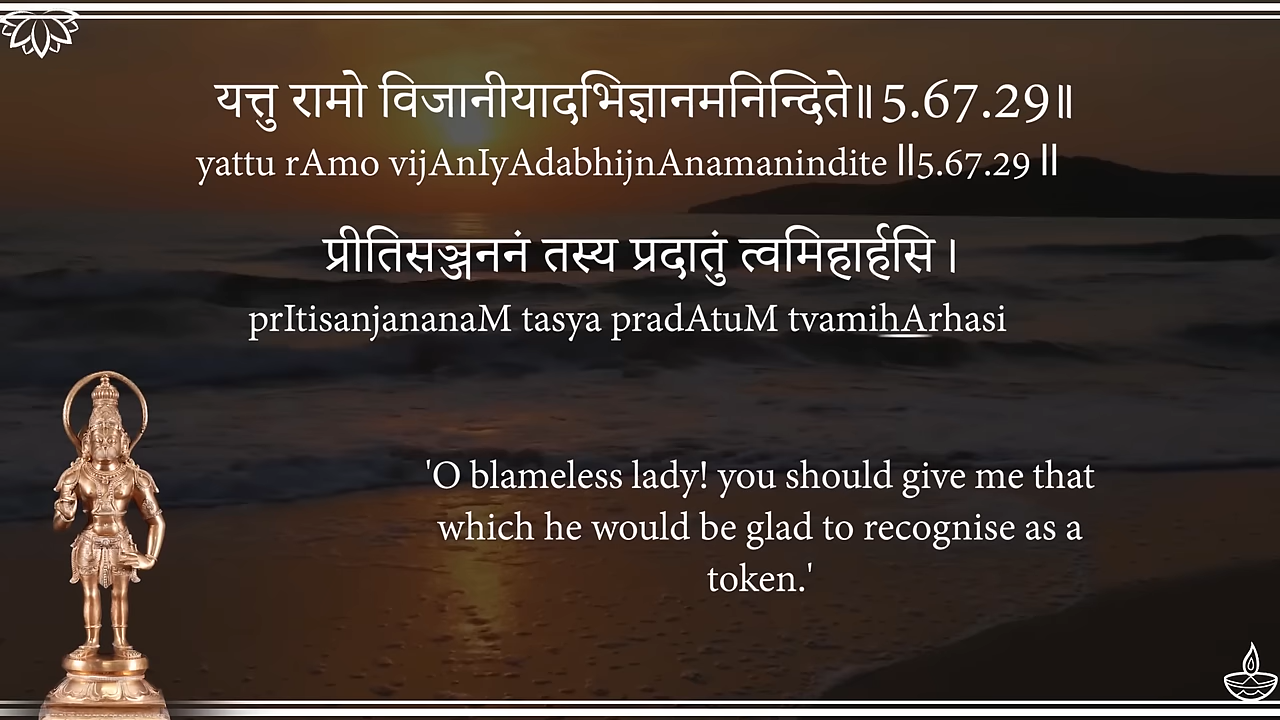 यत्तु रामो विजानीयादभिज्ञानमनिन्दिते॥ 5.67.29॥
yattu rAmo vijAnIyAdabhijnAnamanindite ॥5.67.29 ॥
प्रीतिसञ्जननं तस्य प्रदातुं त्वमिहार्हसि ।
prItisanjananaM tasya pradAtuM tvamihArhasi
'O blameless lady! you should give me that
which he would be glad to recognise as a
token.'